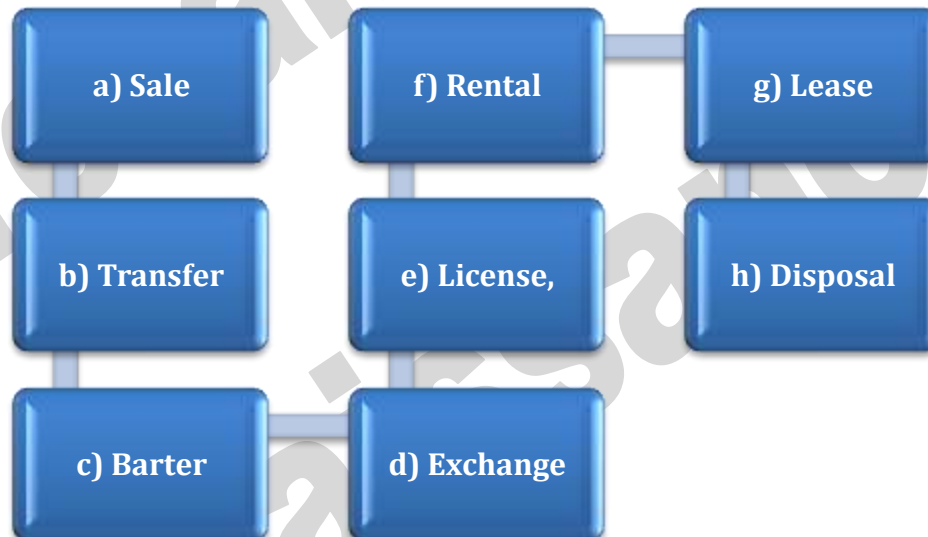 a) Sale
b) Transfer
c) Barter
d) Exchange
e) License,
f) Rental
g) Lease
h) Disposal